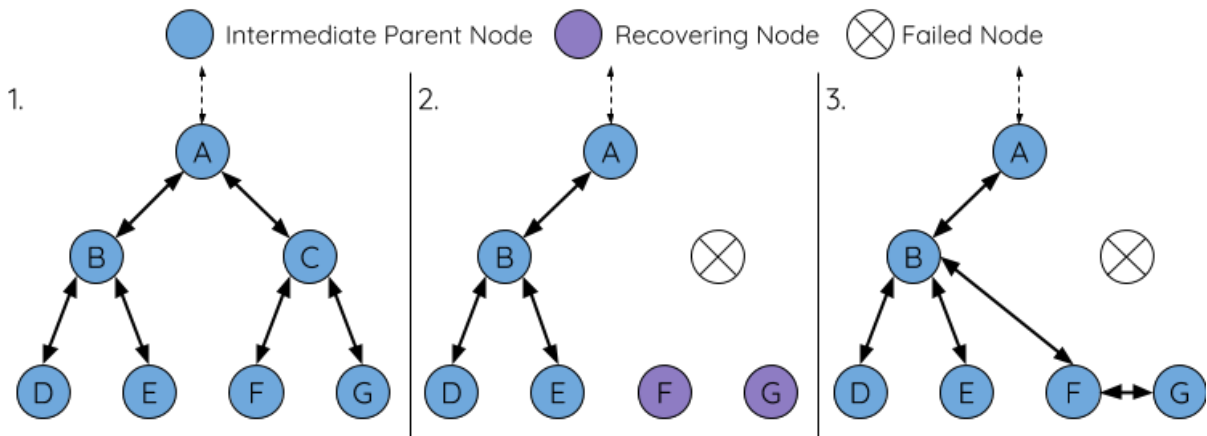 Intermediate Parent Node Recovering Node Failed Node
1.
A
B C
D E F G
2.
A
B
D E F G
3.
A
B
D E F G